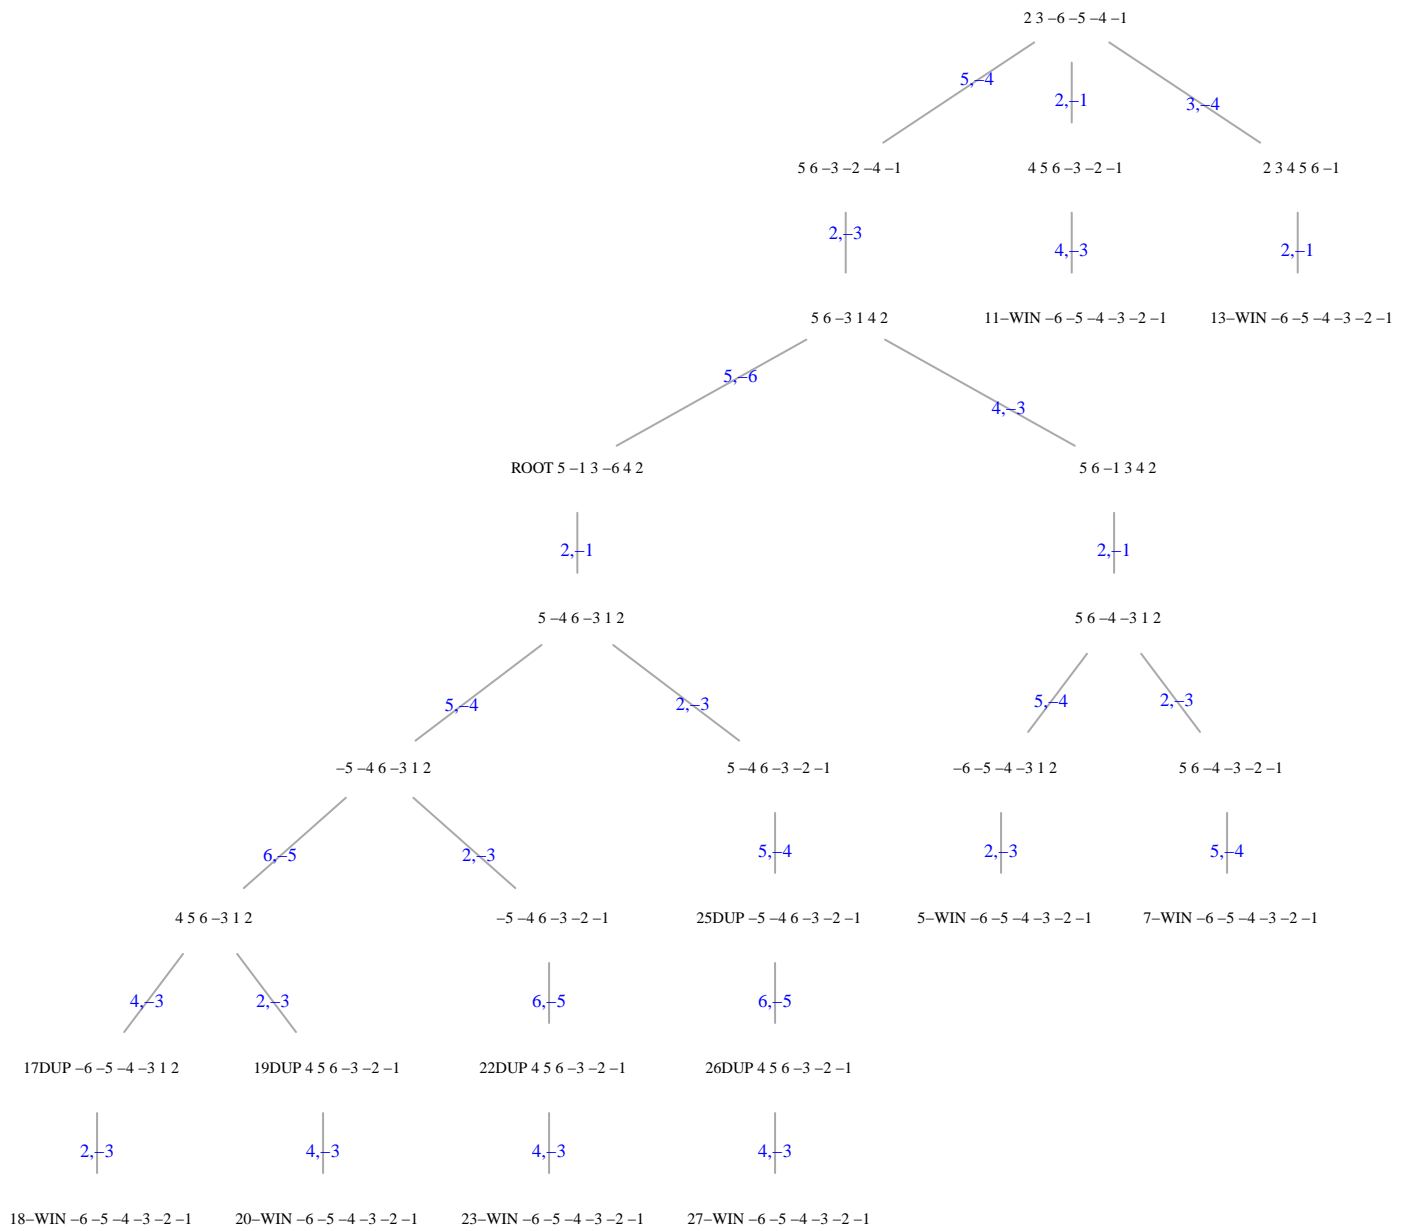 2 3 –6 –5 –4 –1
5,–4
2,–1
3,–4
5 6 –3 –2 –4 –1
4 5 6 –3 –2 –1
2 3 4 5 6 –1
2,–3
4,–3
2,–1
5 6 –3 1 4 2
11–WIN –6 –5 –4 –3 –2 –1
13–WIN –6 –5 –4 –3 –2 –1
5,–6
4,–3
ROOT 5 –1 3 –6 4 2
5 6 –1 3 4 2
2,–1
2,–1
5 –4 6 –3 1 2
5 6 –4 –3 1 2
5,–4
2,–3
5,–4
2,–3
–5 –4 6 –3 1 2
5 –4 6 –3 –2 –1
–6 –5 –4 –3 1 2
5 6 –4 –3 –2 –1
6,–5
2,–3
5,–4
2,–3
5,–4
4 5 6 –3 1 2
–5 –4 6 –3 –2 –1
25DUP –5 –4 6 –3 –2 –1
5–WIN –6 –5 –4 –3 –2 –1
7–WIN –6 –5 –4 –3 –2 –1
4,–3
2,–3
6,–5
6,–5
17DUP –6 –5 –4 –3 1 2
19DUP 4 5 6 –3 –2 –1
22DUP 4 5 6 –3 –2 –1
26DUP 4 5 6 –3 –2 –1
2,–3
4,–3
4,–3
4,–3
18–WIN –6 –5 –4 –3 –2 –1
20–WIN –6 –5 –4 –3 –2 –1
23–WIN –6 –5 –4 –3 –2 –1
27–WIN –6 –5 –4 –3 –2 –1